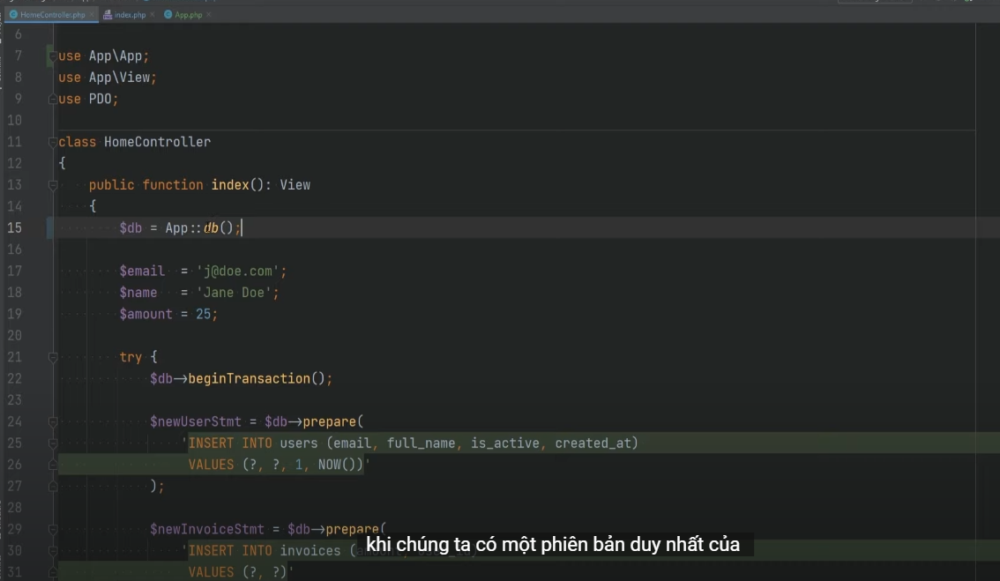 HomeController.php index.php App.php
6
7 use App\App;
8 use App\View;
9 use PDO;
10
11 class HomeController
12 {
13 public function index(): View
14 {
15 $db = App::db();
16
17 $email = 'j@doe.com';
18 $name = 'Jane Doe';
19 $amount = 25;
20
21 try {
22 $db->beginTransaction();
23
24 $newUserStmt = $db->prepare(
25 'INSERT INTO users (email, full_name, is_active, created_at)
26 VALUES (?, ?, 1, NOW())'
27 );
28
29 $newInvoiceStmt = $db->prepare(
30 'INSERT INTO invoices (
31 VALUES (?, ?)'
khi chúng ta có một phiên bản duy nhất của